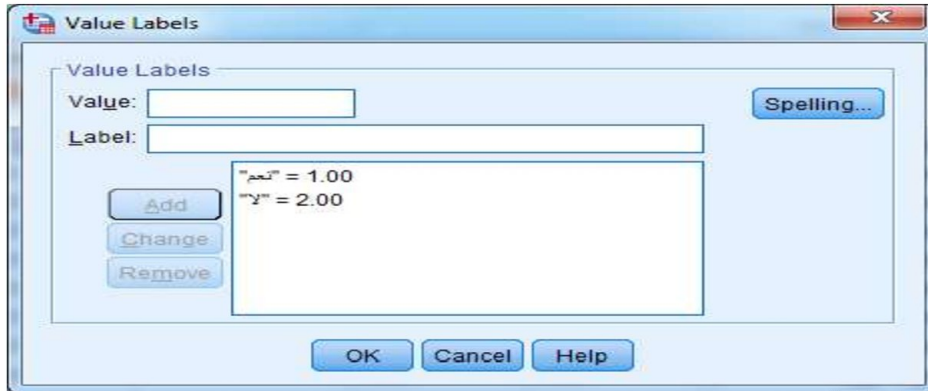 Value Labels
Value Labels
Value:
Spelling...
Label:
"نعم" = 1.00
"لا" = 2.00
Add
Change
Remove
OK Cancel Help